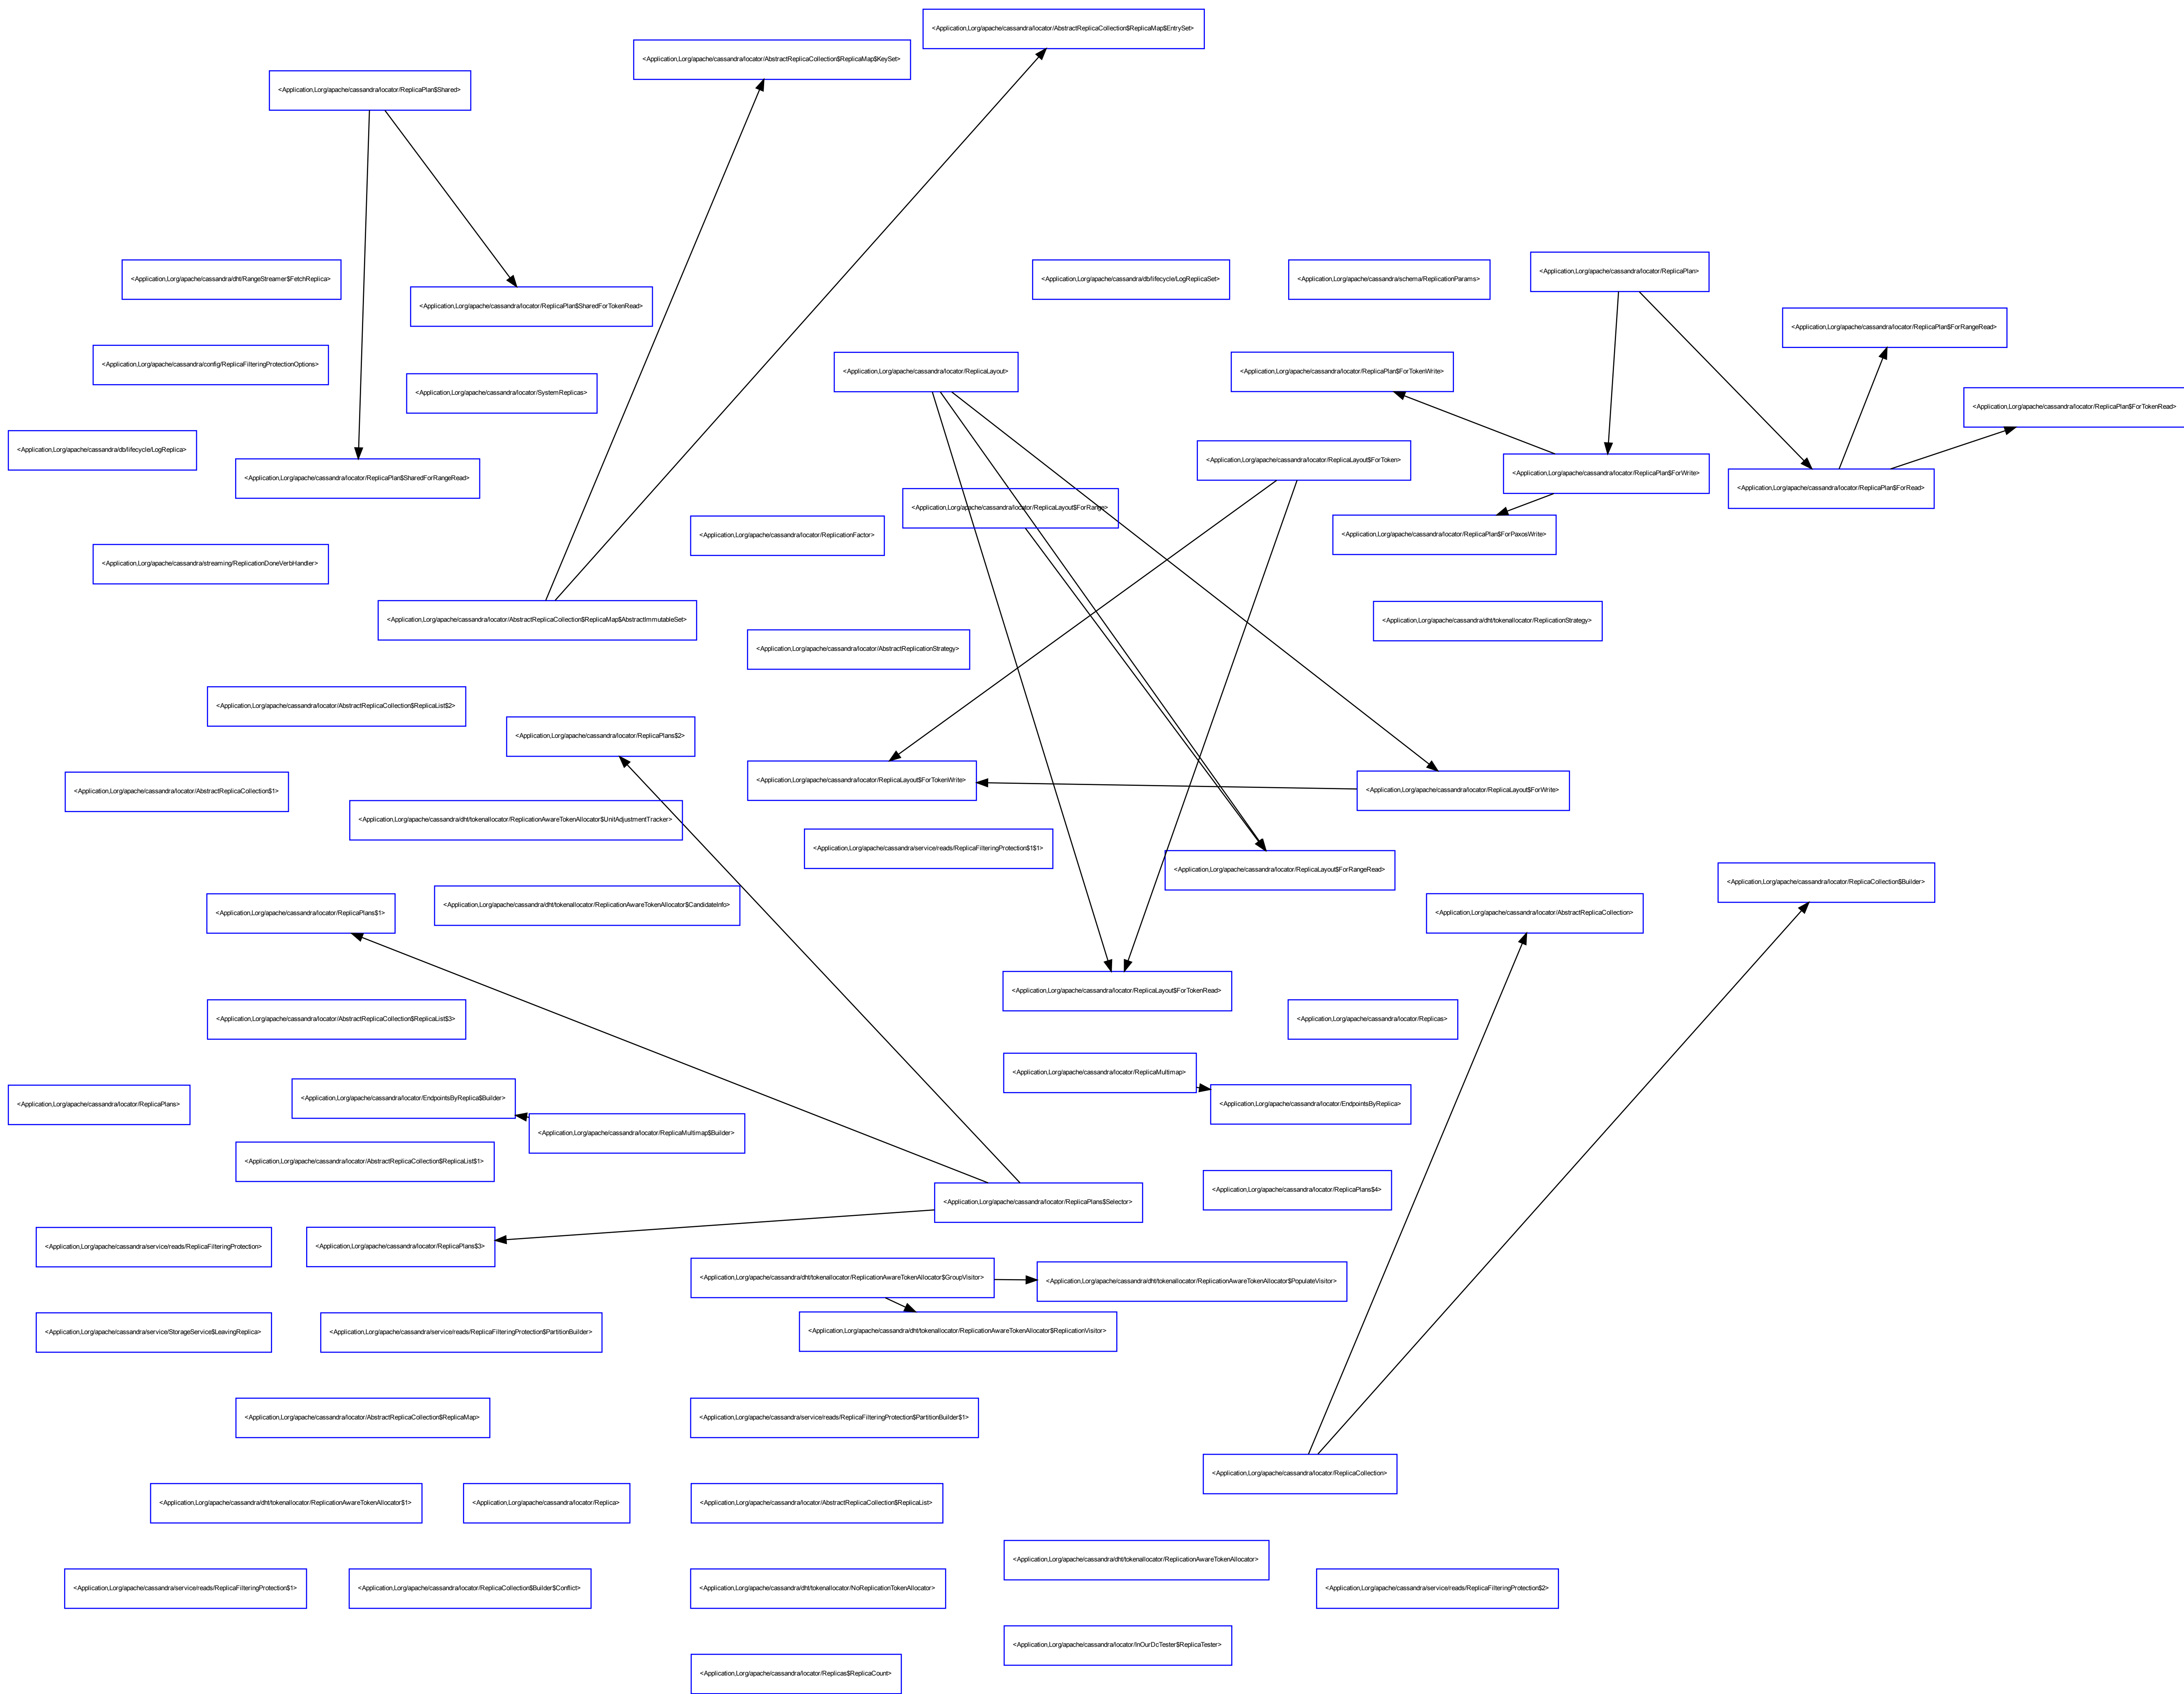 <Application,Lorg/apache/cassandra/locator/AbstractReplicaCollection$ReplicaMap$EntrySet>
<Application,Lorg/apache/cassandra/locator/AbstractReplicaCollection$ReplicaMap$KeySet>
<Application,Lorg/apache/cassandra/locator/ReplicaPlan$Shared>
<Application,Lorg/apache/cassandra/dht/RangeStreamer$FetchReplica>
<Application,Lorg/apache/cassandra/db/lifecycle/LogReplicaSet>
<Application,Lorg/apache/cassandra/schema/ReplicationParams>
<Application,Lorg/apache/cassandra/locator/ReplicaPlan>
<Application,Lorg/apache/cassandra/locator/ReplicaPlan$SharedForTokenRead>
<Application,Lorg/apache/cassandra/locator/ReplicaPlan$ForRangeRead>
<Application,Lorg/apache/cassandra/config/ReplicaFilteringProtectionOptions>
<Application,Lorg/apache/cassandra/locator/ReplicaLayout>
<Application,Lorg/apache/cassandra/locator/ReplicaPlan$ForTokenWrite>
<Application,Lorg/apache/cassandra/locator/SystemReplicas>
<Application,Lorg/apache/cassandra/locator/ReplicaPlan$ForTokenRead>
<Application,Lorg/apache/cassandra/db/lifecycle/LogReplica>
<Application,Lorg/apache/cassandra/locator/ReplicaLayout$ForToken>
<Application,Lorg/apache/cassandra/locator/ReplicaPlan$SharedForRangeRead>
<Application,Lorg/apache/cassandra/locator/ReplicaPlan$ForWrite>
<Application,Lorg/apache/cassandra/locator/ReplicaPlan$ForRead>
<Application,Lorg/apache/cassandra/locator/ReplicaLayout$ForRange>
<Application,Lorg/apache/cassandra/locator/ReplicationFactor>
<Application,Lorg/apache/cassandra/locator/ReplicaPlan$ForPaxosWrite>
<Application,Lorg/apache/cassandra/streaming/ReplicationDoneVerbHandler>
<Application,Lorg/apache/cassandra/locator/AbstractReplicaCollection$ReplicaMap$AbstractImmutableSet>
<Application,Lorg/apache/cassandra/dht/tokenallocator/ReplicationStrategy>
<Application,Lorg/apache/cassandra/locator/AbstractReplicationStrategy>
<Application,Lorg/apache/cassandra/locator/AbstractReplicaCollection$ReplicaList$2>
<Application,Lorg/apache/cassandra/locator/ReplicaPlans$2>
<Application,Lorg/apache/cassandra/locator/AbstractReplicaCollection$1>
<Application,Lorg/apache/cassandra/locator/ReplicaLayout$ForTokenWrite>
<Application,Lorg/apache/cassandra/locator/ReplicaLayout$ForWrite>
<Application,Lorg/apache/cassandra/dht/tokenallocator/ReplicationAwareTokenAllocator$UnitAdjustmentTracker>
<Application,Lorg/apache/cassandra/service/reads/ReplicaFilteringProtection$1$1>
<Application,Lorg/apache/cassandra/locator/ReplicaLayout$ForRangeRead>
<Application,Lorg/apache/cassandra/locator/ReplicaCollection$Builder>
<Application,Lorg/apache/cassandra/dht/tokenallocator/ReplicationAwareTokenAllocator$CandidateInfo>
<Application,Lorg/apache/cassandra/locator/ReplicaPlans$1>
<Application,Lorg/apache/cassandra/locator/AbstractReplicaCollection>
<Application,Lorg/apache/cassandra/locator/ReplicaLayout$ForTokenRead>
<Application,Lorg/apache/cassandra/locator/AbstractReplicaCollection$ReplicaList$3>
<Application,Lorg/apache/cassandra/locator/Replicas>
<Application,Lorg/apache/cassandra/locator/ReplicaMultimap>
<Application,Lorg/apache/cassandra/locator/ReplicaPlans>
<Application,Lorg/apache/cassandra/locator/EndpointsByReplica$Builder>
<Application,Lorg/apache/cassandra/locator/EndpointsByReplica>
<Application,Lorg/apache/cassandra/locator/ReplicaMultimap$Builder>
<Application,Lorg/apache/cassandra/locator/AbstractReplicaCollection$ReplicaList$1>
<Application,Lorg/apache/cassandra/locator/ReplicaPlans$4>
<Application,Lorg/apache/cassandra/locator/ReplicaPlans$Selector>
<Application,Lorg/apache/cassandra/service/reads/ReplicaFilteringProtection>
<Application,Lorg/apache/cassandra/locator/ReplicaPlans$3>
<Application,Lorg/apache/cassandra/dht/tokenallocator/ReplicationAwareTokenAllocator$GroupVisitor>
<Application,Lorg/apache/cassandra/dht/tokenallocator/ReplicationAwareTokenAllocator$PopulateVisitor>
<Application,Lorg/apache/cassandra/service/StorageService$LeavingReplica>
<Application,Lorg/apache/cassandra/service/reads/ReplicaFilteringProtection$PartitionBuilder>
<Application,Lorg/apache/cassandra/dht/tokenallocator/ReplicationAwareTokenAllocator$ReplicationVisitor>
<Application,Lorg/apache/cassandra/locator/AbstractReplicaCollection$ReplicaMap>
<Application,Lorg/apache/cassandra/service/reads/ReplicaFilteringProtection$PartitionBuilder$1>
<Application,Lorg/apache/cassandra/locator/ReplicaCollection>
<Application,Lorg/apache/cassandra/dht/tokenallocator/ReplicationAwareTokenAllocator$1>
<Application,Lorg/apache/cassandra/locator/Replica>
<Application,Lorg/apache/cassandra/locator/AbstractReplicaCollection$ReplicaList>
<Application,Lorg/apache/cassandra/dht/tokenallocator/ReplicationAwareTokenAllocator>
<Application,Lorg/apache/cassandra/service/reads/ReplicaFilteringProtection$1>
<Application,Lorg/apache/cassandra/locator/ReplicaCollection$Builder$Conflict>
<Application,Lorg/apache/cassandra/dht/tokenallocator/NoReplicationTokenAllocator>
<Application,Lorg/apache/cassandra/service/reads/ReplicaFilteringProtection$2>
<Application,Lorg/apache/cassandra/locator/InOurDcTester$ReplicaTester>
<Application,Lorg/apache/cassandra/locator/Replicas$ReplicaCount>